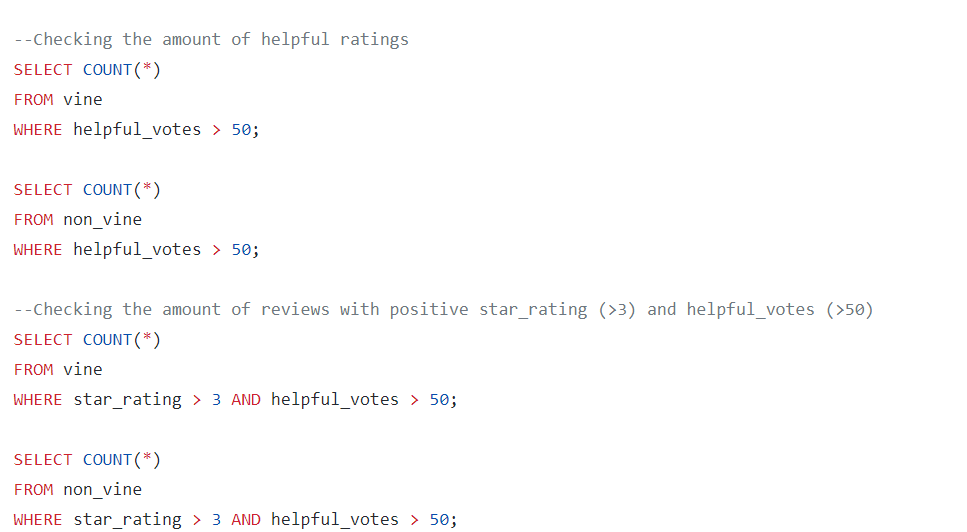 --Checking the amount of helpful ratings
SELECT COUNT(*)
FROM vine
WHERE helpful_votes > 50;

SELECT COUNT(*)
FROM non_vine
WHERE helpful_votes > 50;

--Checking the amount of reviews with positive star_rating (>3) and helpful_votes (>50)
SELECT COUNT(*)
FROM vine
WHERE star_rating > 3 AND helpful_votes > 50;

SELECT COUNT(*)
FROM non_vine
WHERE star_rating > 3 AND helpful_votes > 50;